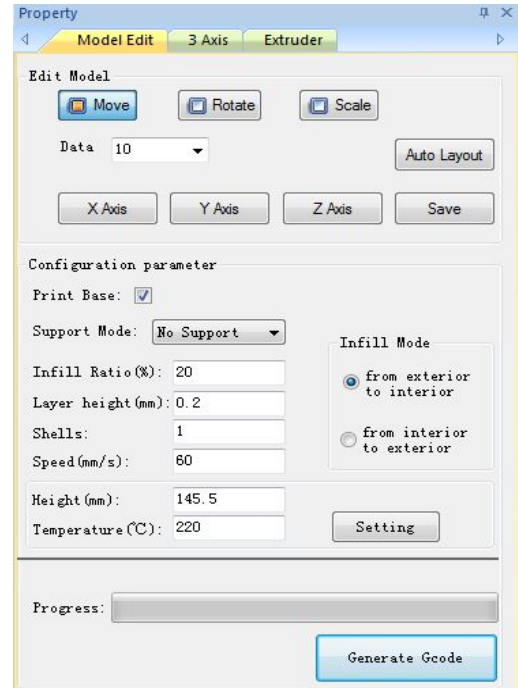 Property
Model Edit 3 Axis Extruder
Edit Model
Move Rotate Scale
Data 10
Auto Layout
X Axis Y Axis Z Axis Save
Configuration parameter
Print Base:
Support Mode: No Support
Infill Mode
Infill Ratio(%): 20
from exterior
to interior
Layer height(mm): 0.2
Shells: 1
from interior
to exterior
Speed(mm/s): 60
Height(mm): 145.5
Temperature(℃): 220
Setting
Progress:
Generate Gcode